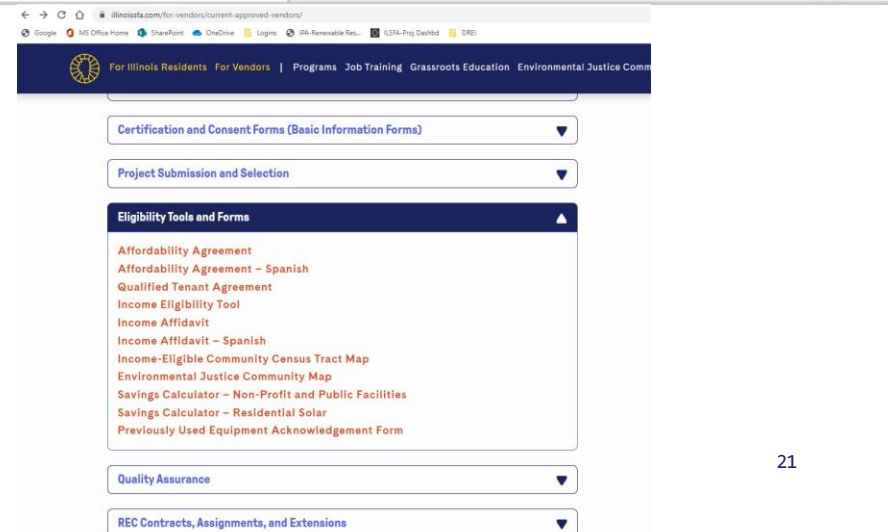 illinoissfa.com/for-vendors/current-approved-vendors/
Google MS Office Home SharePoint OneDrive Logins IPA-Renewable Res... ILSFA-Proj Dashbd DREI
For Illinois Residents For Vendors | Programs Job Training Grassroots Education Environmental Justice Comm
Certification and Consent Forms (Basic Information Forms)
Project Submission and Selection
Eligibility Tools and Forms
Affordability Agreement
Affordability Agreement – Spanish
Qualified Tenant Agreement
Income Eligibility Tool
Income Affidavit
Income Affidavit – Spanish
Income-Eligible Community Census Tract Map
Environmental Justice Community Map
Savings Calculator – Non-Profit and Public Facilities
Savings Calculator – Residential Solar
Previously Used Equipment Acknowledgement Form
21
Quality Assurance
REC Contracts, Assignments, and Extensions